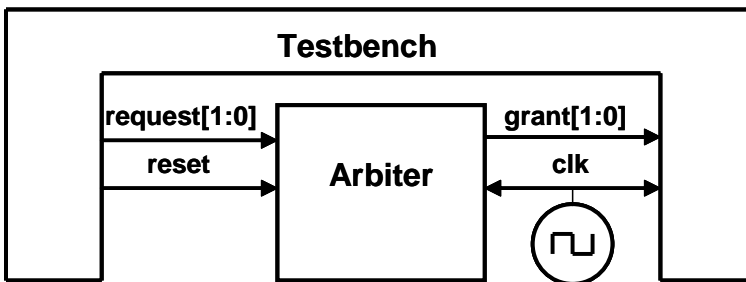 Testbench
request[1:0]
grant[1:0]
reset
Arbiter
clk